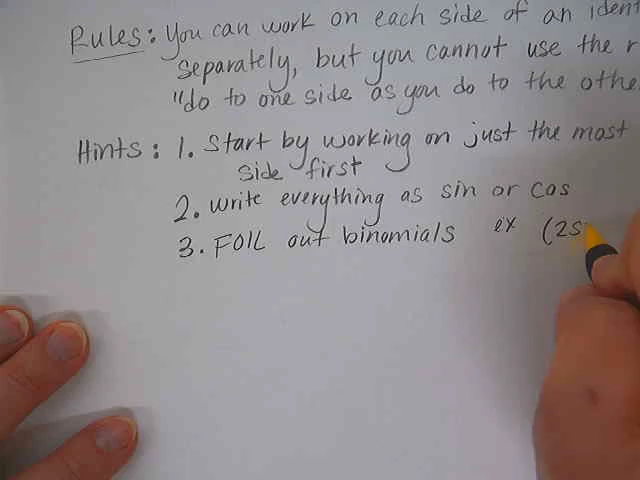 Rules: You can work on each side of an ident
separately, but you cannot use the r
"do to one side as you do to the othe
Hints: 1. Start by working on just the most
side first
2. Write everything as sin or cos
3. FOIL out binomials ex (2s